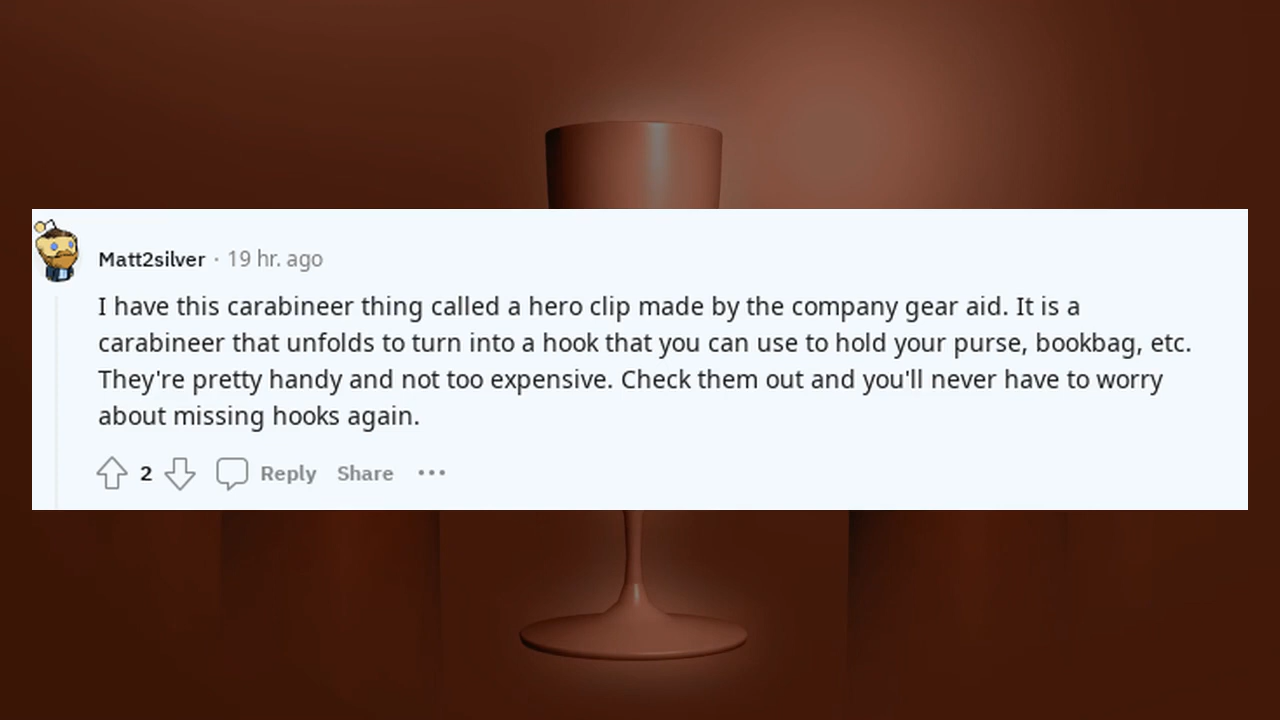 Matt2silver · 19 hr. ago
I have this carabineer thing called a hero clip made by the company gear aid. It is a
carabineer that unfolds to turn into a hook that you can use to hold your purse, bookbag, etc.
They're pretty handy and not too expensive. Check them out and you'll never have to worry
about missing hooks again.
2 Reply Share ···